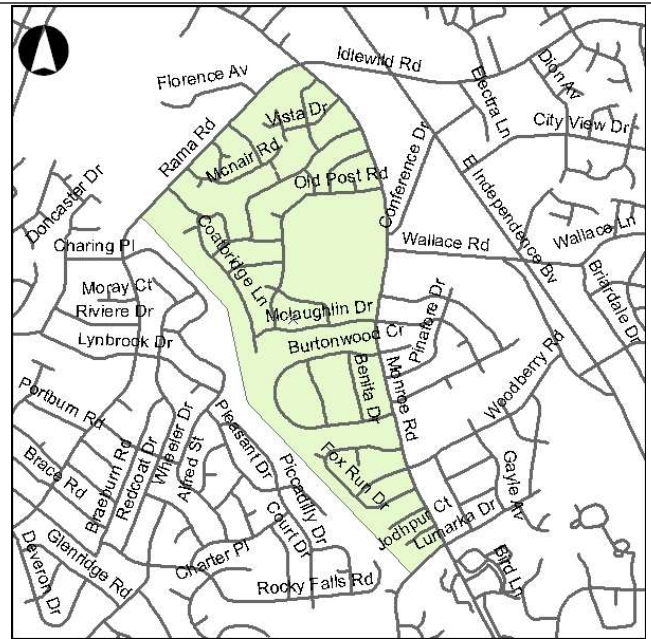 Idlewild Rd
Florence Av
Dion Av
Electra Ln
Vista Dr
City View Dr
Rama Rd
Mcnair Rd
Conference Dr
E Independence Bv
Old Post Rd
Doncaster Dr
Coatbridge Ln
Wallace Ln
Charing Pl
Wallace Rd
Briardale Dr
Moray Ct
Riviere Dr
Mclaughlin Dr
Pinafore Dr
Lynbrook Dr
Burtonwood Cr
Woodberry Rd
Benita Dr
Monroe Rd
Portburn Rd
Wheeler Dr
Pleasant Dr
Brace Rd
Braeburn Rd
Redcoat Dr
Alfred St
Piccadilly Dr
Fox Run Dr
Gayle Av
Court Dr
Jodhpur Ct
Lumarka Dr
Glenridge Rd
Deveron Dr
Charter Pl
Rocky Falls Rd
Bird Ln